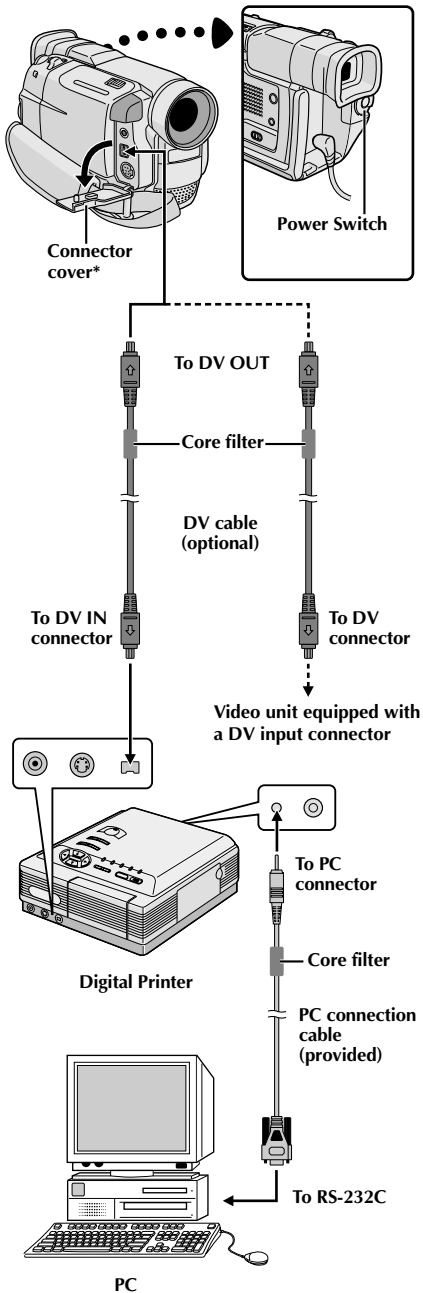 Power Switch
Connector
cover*
To DV OUT
Core filter
DV cable
(optional)
To DV IN
connector
To DV
connector
Video unit equipped with
a DV input connector
To PC
connector
Digital Printer
Core filter
PC connection
cable
(provided)
To RS-232C
PC